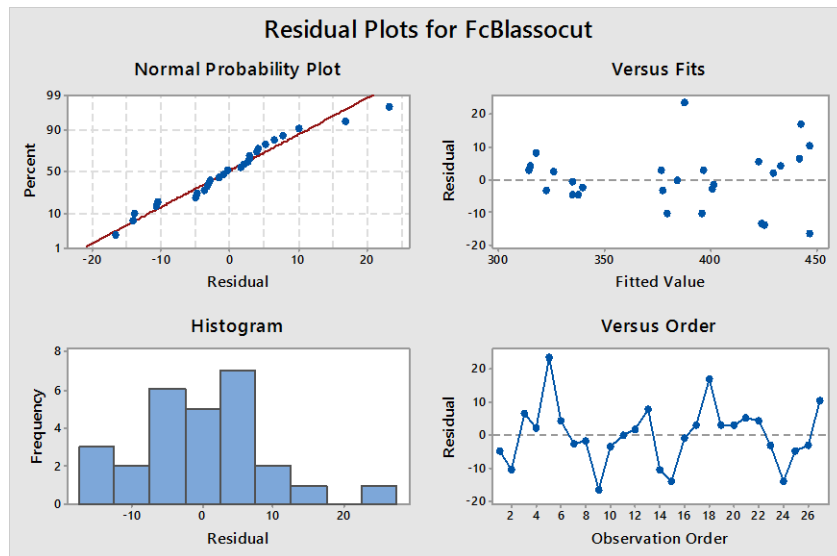 Residual Plots for FcBlassocut
Normal Probability Plot
99
90
50
10
1
Percent
-20 -10 0 10 20
Residual
Versus Fits
20
10
0
-10
-20
Residual
300 350 400 450
Fitted Value
Histogram
8
6
4
2
0
Frequency
-10 0 10 20
Residual
Versus Order
20
10
0
-10
-20
Residual
2 4 6 8 10 12 14 16 18 20 22 24 26
Observation Order